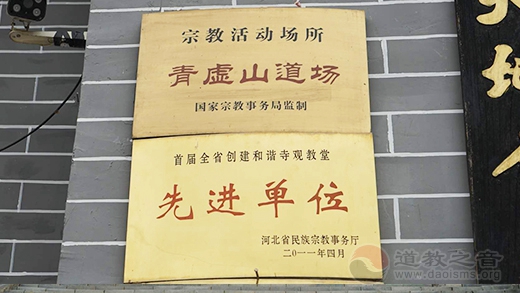 宗教活动场所
青虚山道场
国家宗教事务局监制
首届全省创建和谐寺观教堂
先进单位
河北省民族宗教事务厅
二〇一一年四月
道教之音
www.daoisms.org